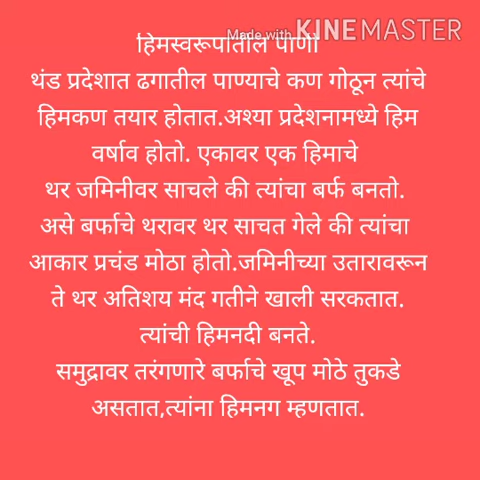 हिमस्वरूपातील पाणी
Made with KINEMASTER
थंड प्रदेशात ढगातील पाण्याचे कण गोठून त्यांचे
हिमकण तयार होतात.अश्या प्रदेशनामध्ये हिम
वर्षाव होतो. एकावर एक हिमाचे
थर जमिनीवर साचले की त्यांचा बर्फ बनतो.
असे बर्फाचे थरावर थर साचत गेले की त्यांचा
आकार प्रचंड मोठा होतो.जमिनीच्या उतारावरून
ते थर अतिशय मंद गतीने खाली सरकतात.
त्यांची हिमनदी बनते.
समुद्रावर तरंगणारे बर्फाचे खूप मोठे तुकडे
असतात,त्यांना हिमनग म्हणतात.